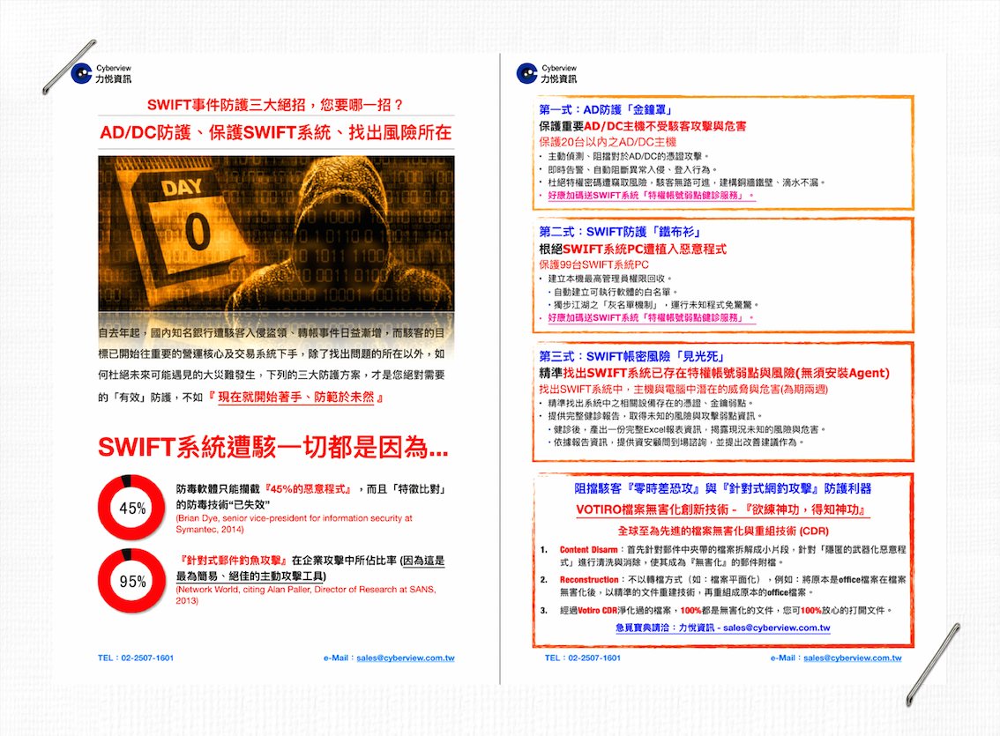 Cyberview
力悅資訊
SWIFT事件防護三大絕招，您要哪一招？
AD/DC防護、保護SWIFT系統、找出風險所在
DAY
0
自去年起，國內知名銀行遭駭客入侵盜領、轉帳事件日益漸增，而駭客的目
標已開始往重要的營運核心及交易系統下手，除了找出問題的所在以外，如
何杜絕未來可能遇見的大災難發生，下列的三大防護方案，才是您絕對需要
的「有效」防護，不如『 現在就開始著手、防範於未然 』
SWIFT系統遭駭一切都是因為...
45%
防毒軟體只能攔截『45%的惡意程式』，而且「特徵比對」
的防毒技術“已失效”
(Brian Dye, senior vice-president for information security at
Symantec, 2014)
95%
『針對式郵件釣魚攻擊』在企業攻擊中所佔比率 (因為這是
最為簡易、絕佳的主動攻擊工具)
(Network World, citing Alan Paller, Director of Research at SANS,
2013)
TEL：02-2507-1601
e-Mail：sales@cyberview.com.tw
Cyberview
力悅資訊
第一式：AD防護「金鐘罩」
保護重要AD/DC主機不受駭客攻擊與危害
保護20台以內之AD/DC主機
• 主動偵測、阻擋對於AD/DC的憑證攻擊。
• 即時告警、自動阻斷異常入侵、登入行為。
• 杜絕特權密碼遭竊取風險，駭客無路可進，建構銅牆鐵壁、滴水不漏。
• 好康加碼送SWIFT系統「特權帳號弱點健診服務」。
第二式：SWIFT防護「鐵布衫」
根絕SWIFT系統PC遭植入惡意程式
保護99台SWIFT系統PC
• 建立本機最高管理員權限回收。
• 自動建立可執行軟體的白名單。
• 獨步江湖之「灰名單機制」，運行未知程式免驚驚。
• 好康加碼送SWIFT系統「特權帳號弱點健診服務」。
第三式：SWIFT帳密風險「見光死」
精準找出SWIFT系統已存在特權帳號弱點與風險(無須安裝Agent)
找出SWIFT系統中，主機與電腦中潛在的威脅與危害(為期兩週)
• 精準找出系統中之相關設備存在的憑證、金鑰弱點。
• 提供完整健診報告，取得未知的風險與攻擊弱點資訊。
• 健診後，產出一份完整Excel報表資訊，揭露現況未知的風險與危害。
• 依據報告資訊，提供資安顧問到場諮詢，並提出改善建議作為。
阻擋駭客『零時差恐攻』與『針對式網釣攻擊』防護利器
VOTIRO檔案無害化創新技術 - 『欲練神功，得知神功』
全球至為先進的檔案無害化與重組技術 (CDR)
1. Content Disarm：首先針對郵件中夾帶的檔案拆解成小片段，針對「隱匿的武器化惡意程
式」進行清洗與消除，使其成為『無害化』的郵件附檔。
2. Reconstruction：不以轉檔方式（如：檔案平面化），例如：將原本是office檔案在檔案
無害化後，以精準的文件重建技術，再重組成原本的office檔案。
3. 經過Votiro CDR淨化過的檔案，100%都是無害化的文件，您可100%放心的打開文件。
急覓寶典請洽：力悅資訊 - sales@cyberview.com.tw
TEL：02-2507-1601
e-Mail：sales@cyberview.com.tw